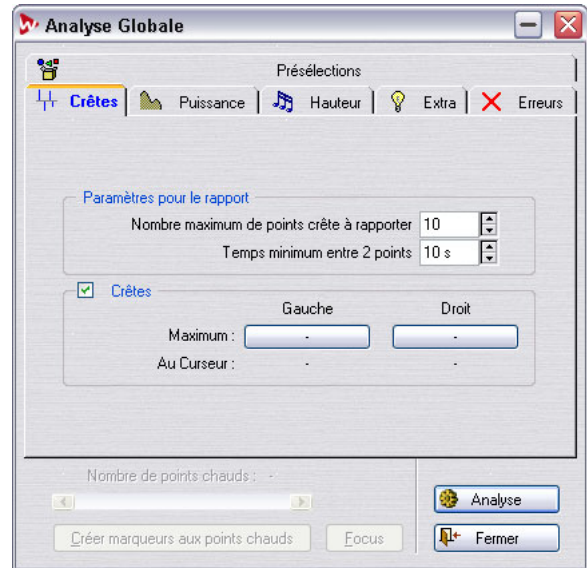 Analyse Globale
Présélections
Crêtes Puissance Hauteur Extra Erreurs
Paramètres pour le rapport
Nombre maximum de points crête à rapporter 10
Temps minimum entre 2 points 10 s
Crêtes
Gauche Droit
Maximum : - -
Au Curseur : - -
Nombre de points chauds : -
Créer marqueurs aux points chauds Focus
Analyse
Fermer